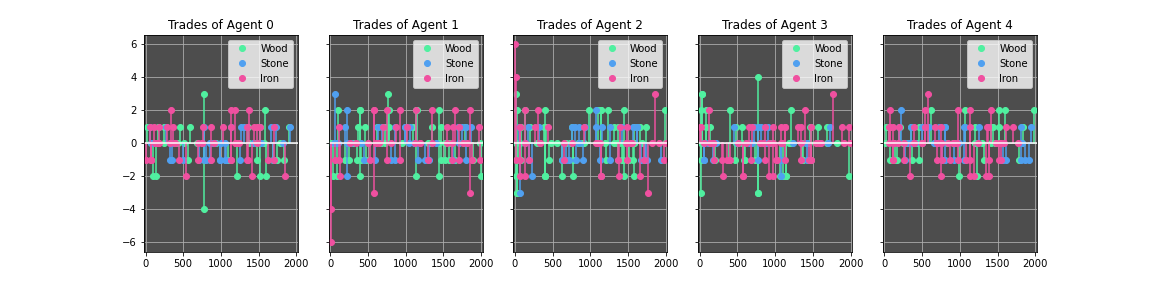 Trades of Agent 0
Trades of Agent 1
Trades of Agent 2
Trades of Agent 3
Trades of Agent 4
Wood
Stone
Iron
Wood
Stone
Iron
Wood
Stone
Iron
Wood
Stone
Iron
Wood
Stone
Iron
6
4
2
0
−2
−4
−6
0 500 1000 1500 2000
0 500 1000 1500 2000
0 500 1000 1500 2000
0 500 1000 1500 2000
0 500 1000 1500 2000